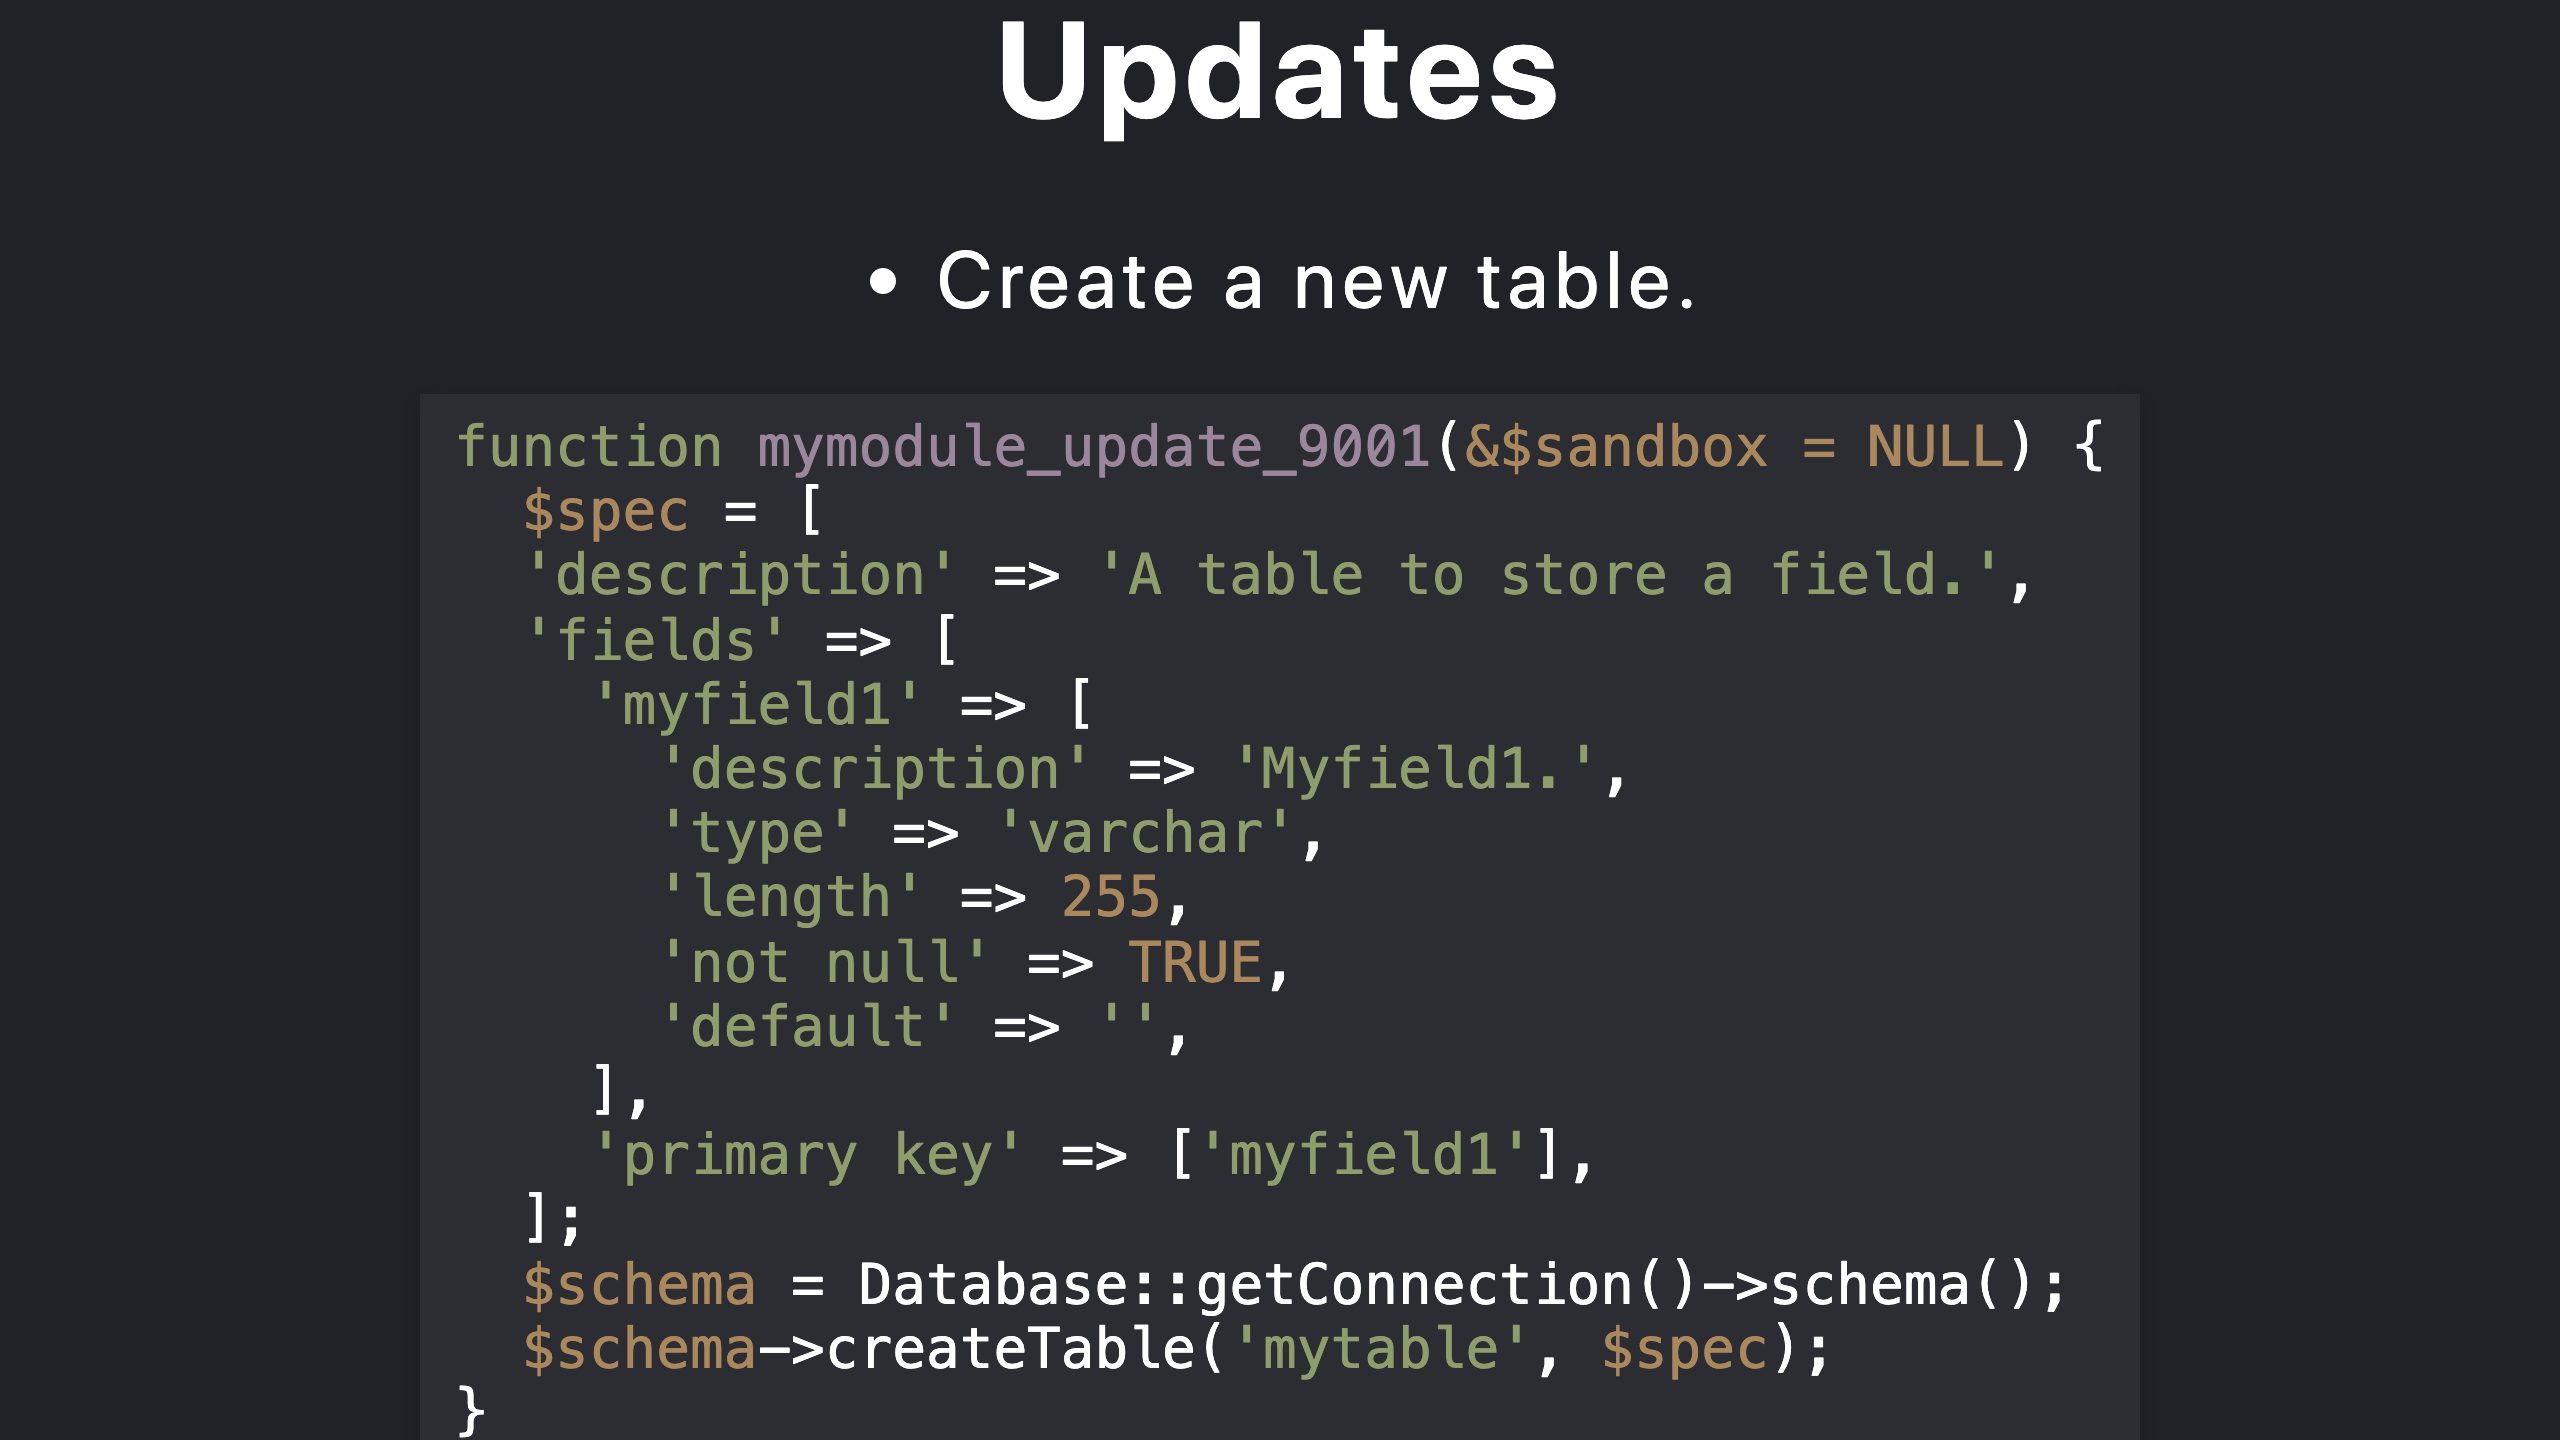 Updates
• Create a new table.
function mymodule_update_9001(&$sandbox = NULL) {
  $spec = [
  'description' => 'A table to store a field.',
  'fields' => [
    'myfield1' => [
      'description' => 'Myfield1.',
      'type' => 'varchar',
      'length' => 255,
      'not null' => TRUE,
      'default' => '',
    ],
    'primary key' => ['myfield1'],
  ];
  $schema = Database::getConnection()->schema();
  $schema->createTable('mytable', $spec);
}